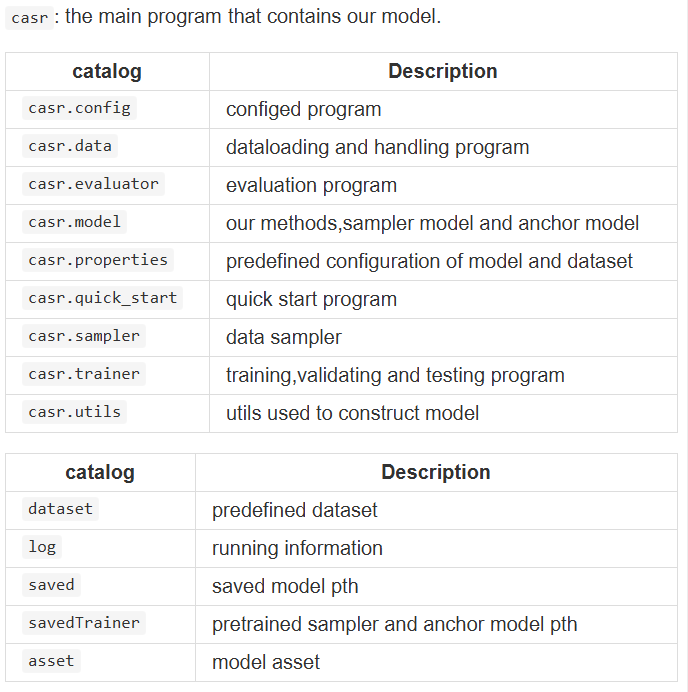 casr: the main program that contains our model.
catalog Description
casr.config configed program
casr.data dataloading and handling program
casr.evaluator evaluation program
casr.model our methods,sampler model and anchor model
casr.properties predefined configuration of model and dataset
casr.quick_start quick start program
casr.sampler data sampler
casr.trainer training,validating and testing program
casr.utils utils used to construct model
catalog Description
dataset predefined dataset
log running information
saved saved model pth
savedTrainer pretrained sampler and anchor model pth
asset model asset